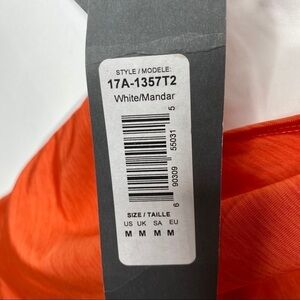 STYLE / MODELE:
17A-1357T2
White/Mandar
6 90309 55031 5
SIZE / TAILLE
US UK SA EU
M M M M